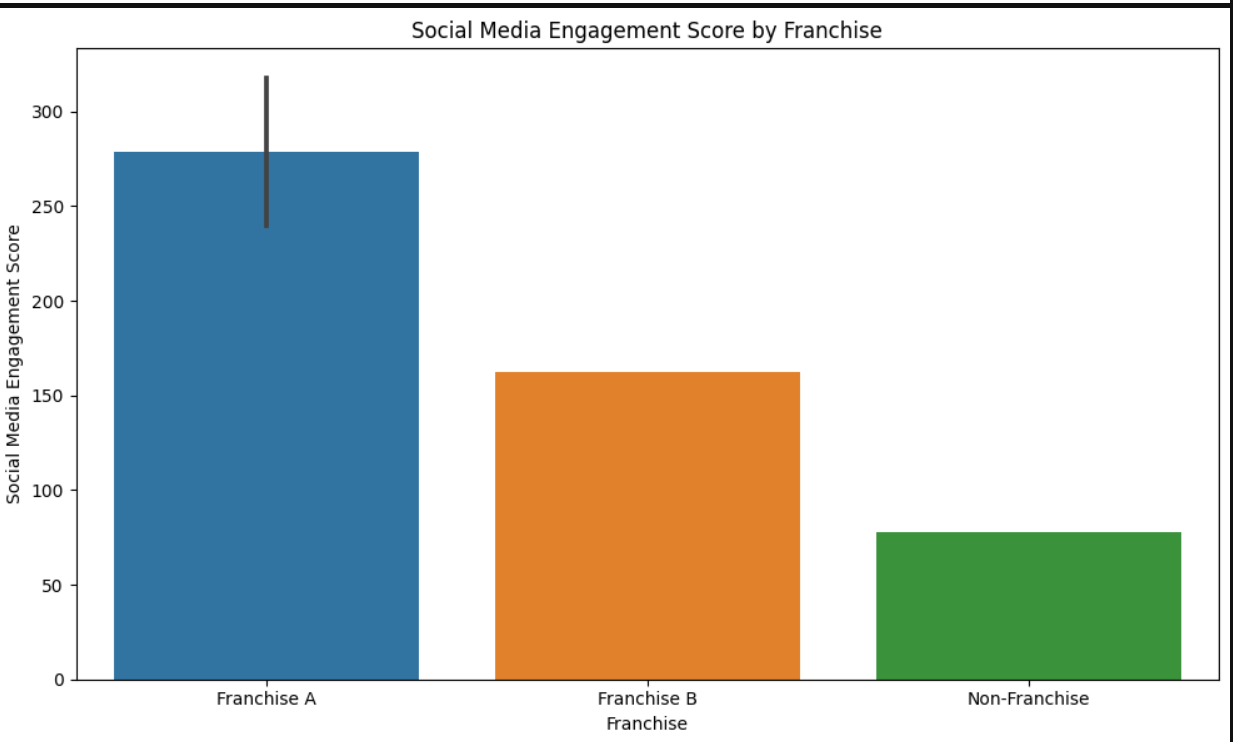 Social Media Engagement Score by Franchise
Social Media Engagement Score
300
250
200
150
100
50
0
Franchise A
Franchise B
Non-Franchise
Franchise